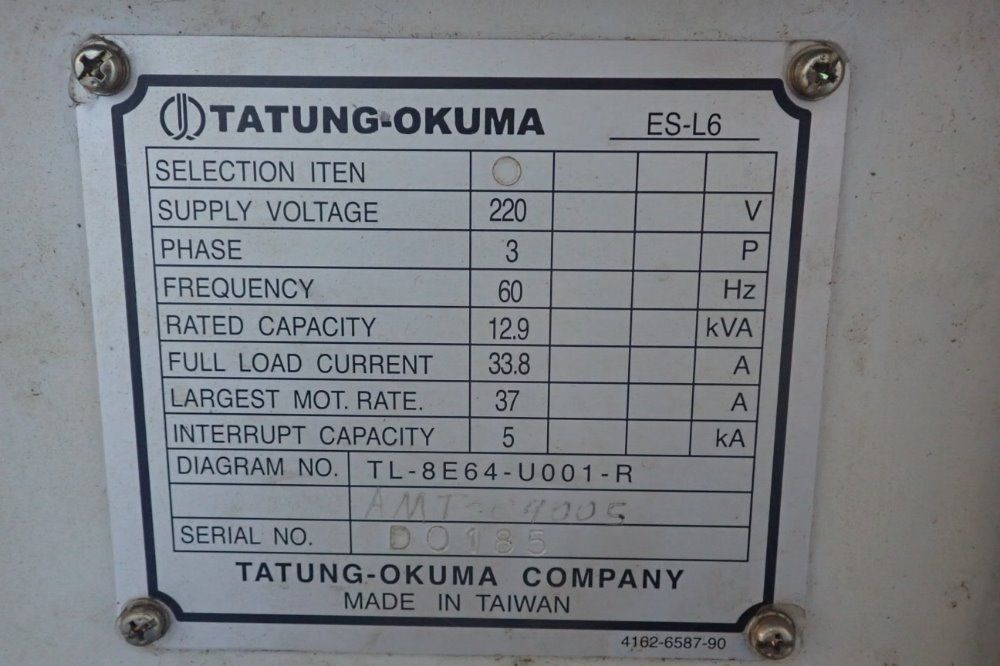 TATUNG-OKUMA ES-L6
SELECTION ITEN
SUPPLY VOLTAGE 220 V
PHASE 3 P
FREQUENCY 60 Hz
RATED CAPACITY 12.9 kVA
FULL LOAD CURRENT 33.8 A
LARGEST MOT. RATE. 37 A
INTERRUPT CAPACITY 5 kA
DIAGRAM NO. TL-8E64-U001-R
SERIAL NO. D0185
TATUNG-OKUMA COMPANY
MADE IN TAIWAN
4162-6587-90